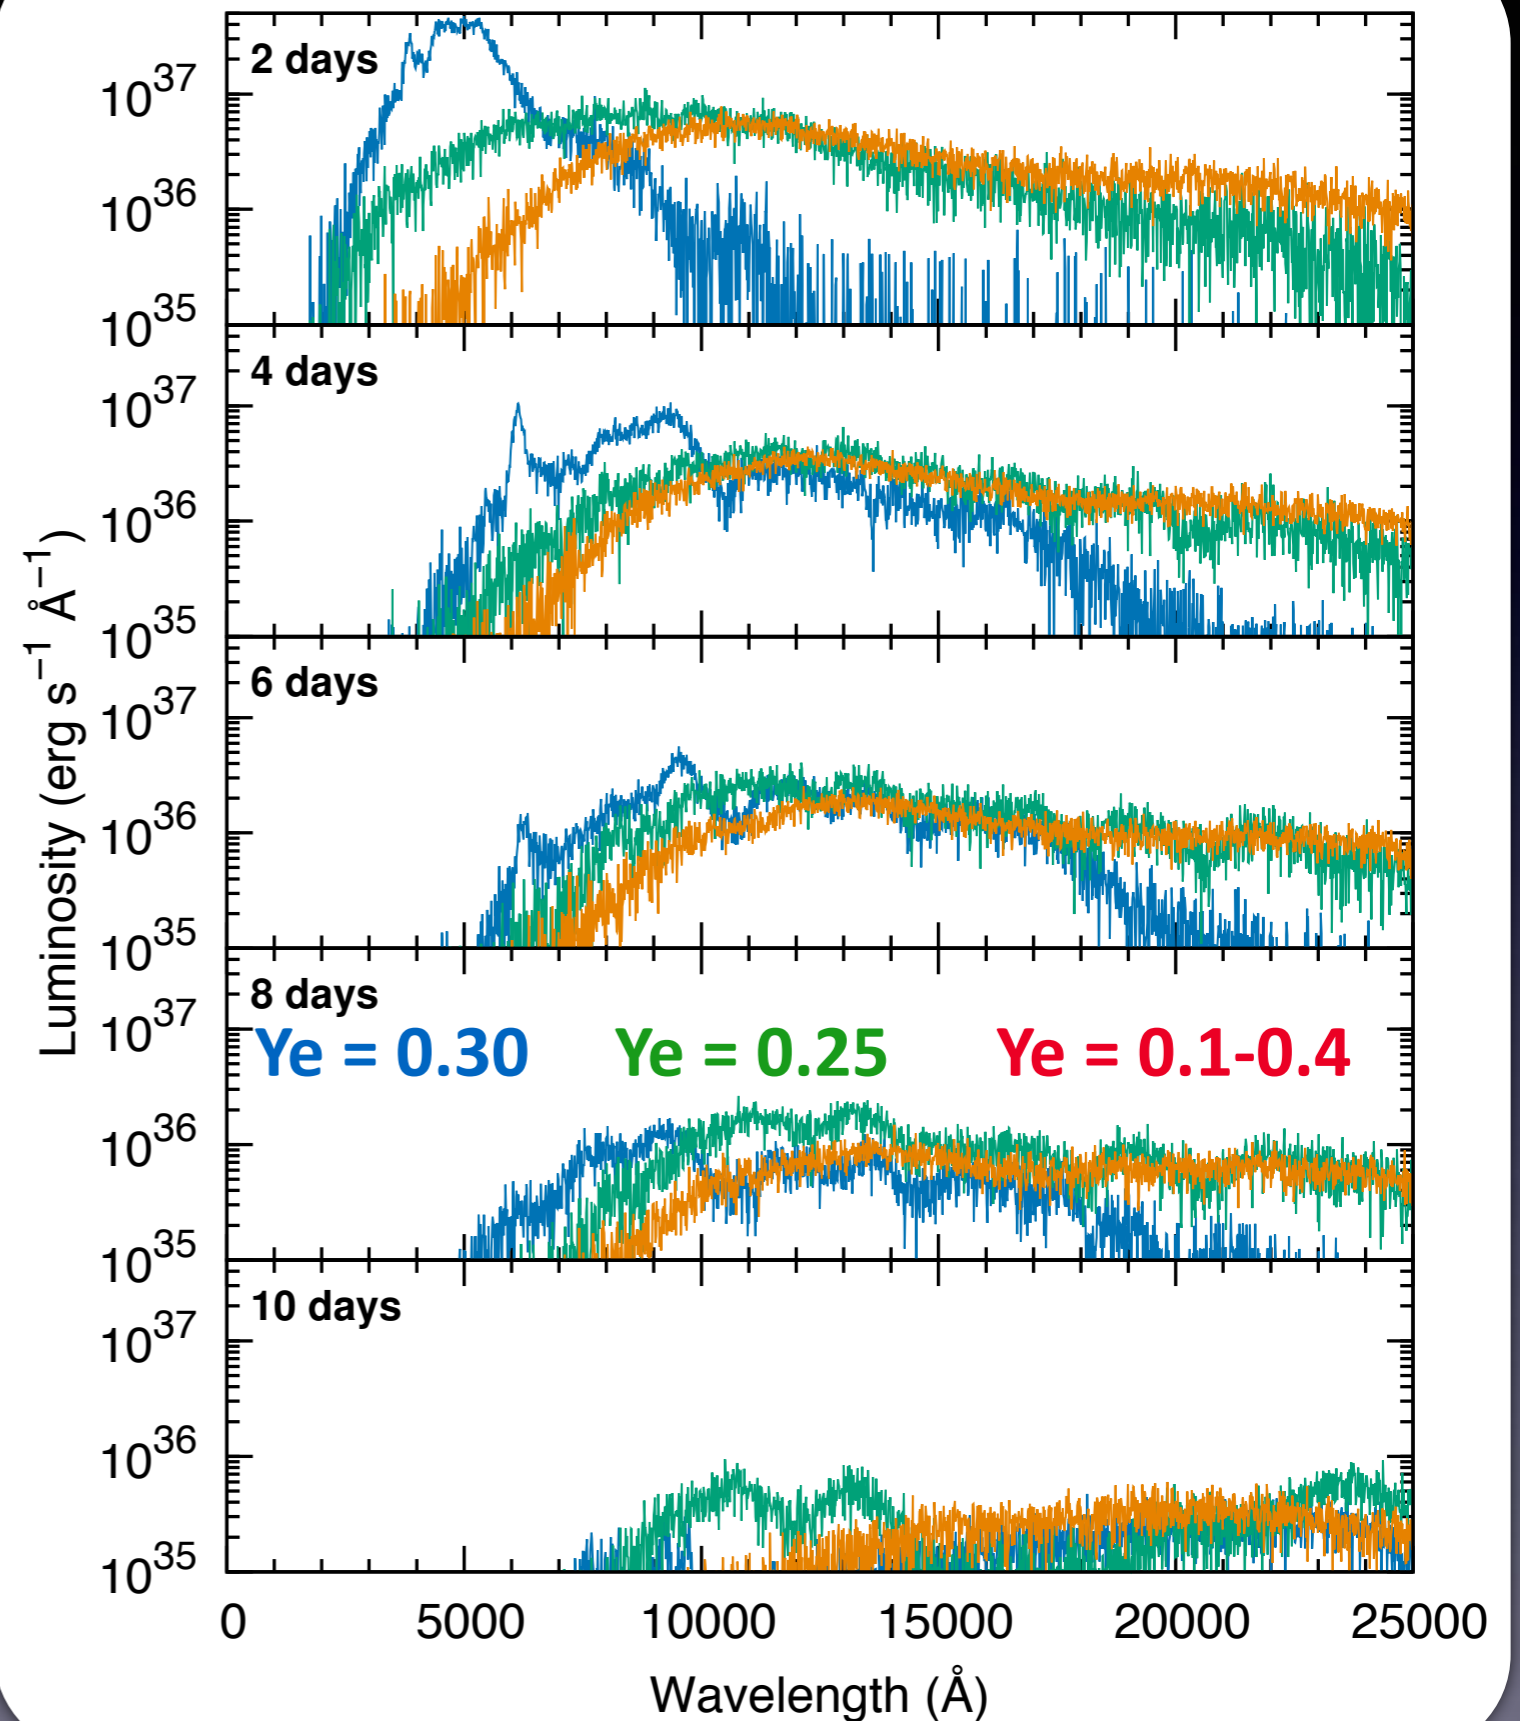 2 days
10^37
10^36
10^35
4 days
10^37
10^36
10^35
6 days
10^37
10^36
10^35
8 days
10^37
Ye = 0.30 Ye = 0.25 Ye = 0.1-0.4
10^36
10^35
10 days
10^37
10^36
10^35
Luminosity (erg s⁻¹ Å⁻¹)
0 5000 10000 15000 20000 25000
Wavelength (Å)